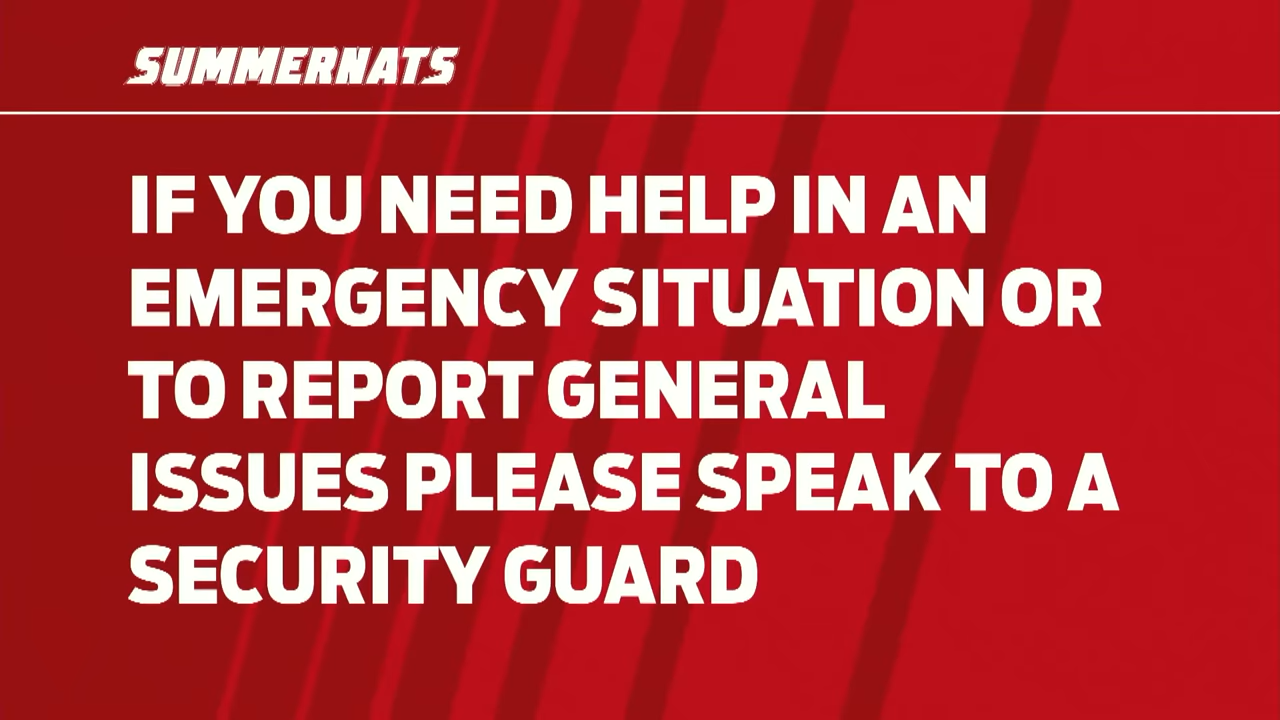 SUMMERNATS
IF YOU NEED HELP IN AN
EMERGENCY SITUATION OR
TO REPORT GENERAL
ISSUES PLEASE SPEAK TO A
SECURITY GUARD